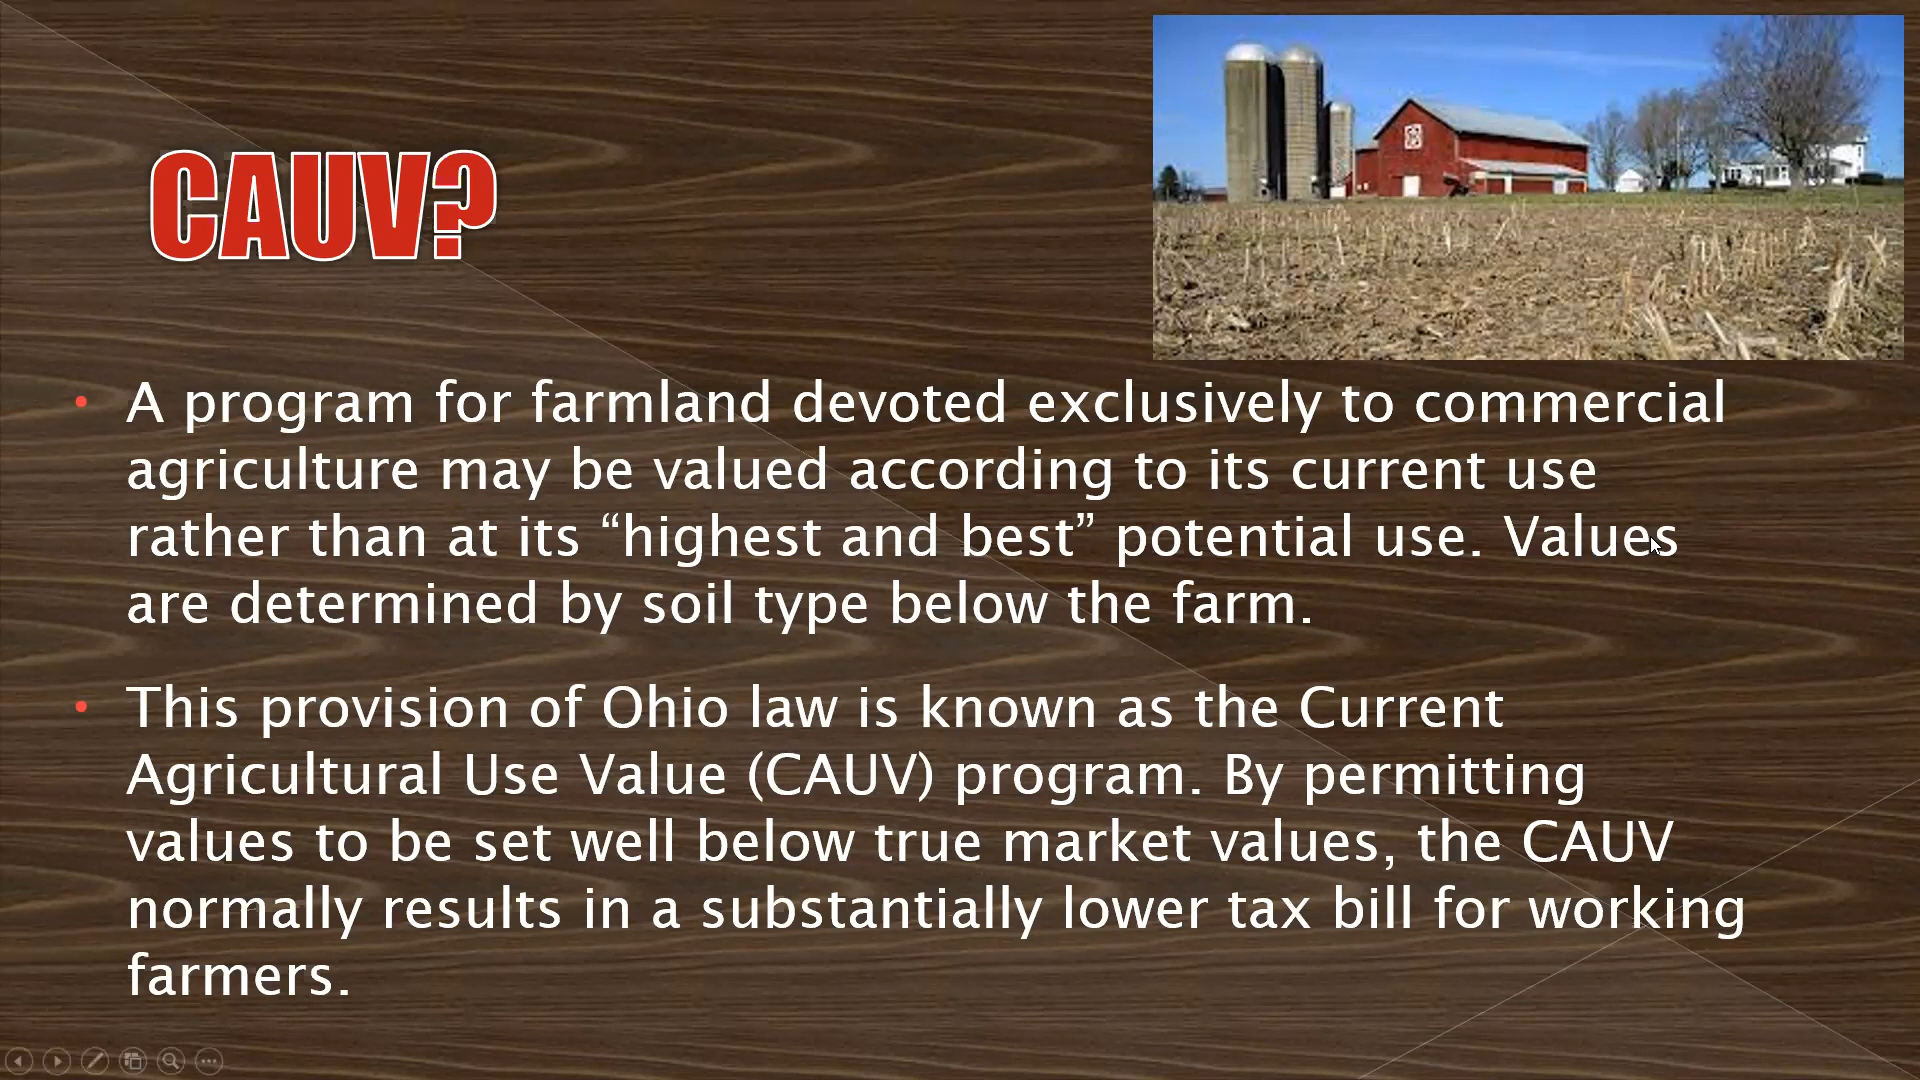 CAUV?
• A program for farmland devoted exclusively to commercial
agriculture may be valued according to its current use
rather than at its “highest and best” potential use. Values
are determined by soil type below the farm.
• This provision of Ohio law is known as the Current
Agricultural Use Value (CAUV) program. By permitting
values to be set well below true market values, the CAUV
normally results in a substantially lower tax bill for working
farmers.